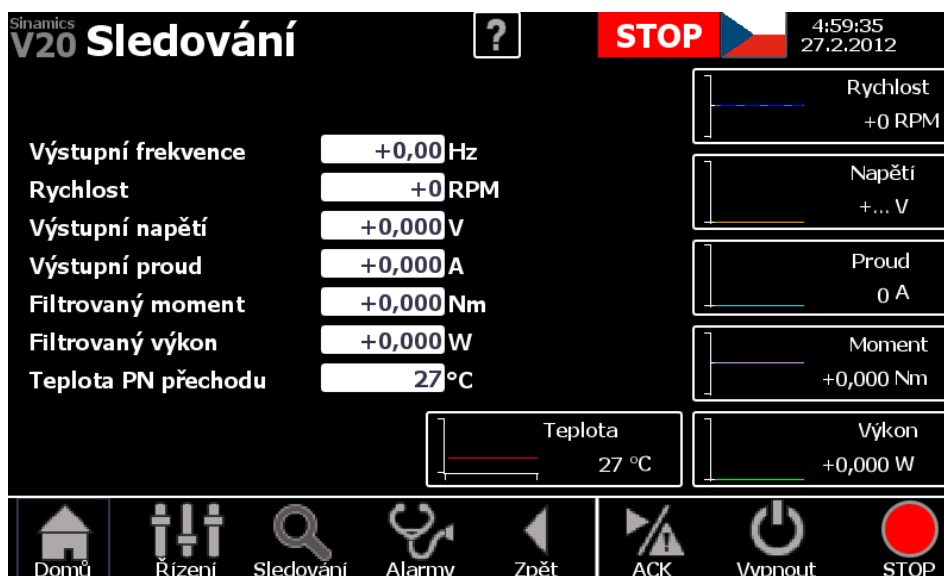 Sinamics
V20 Sledování
?
STOP
4:59:35
27.2.2012
Výstupní frekvence +0,00 Hz
Rychlost +0 RPM
Výstupní napětí +0,000 V
Výstupní proud +0,000 A
Filtrovaný moment +0,000 Nm
Filtrovaný výkon +0,000 W
Teplota PN přechodu 27 °C
Rychlost
+0 RPM
Napětí
+... V
Proud
0 A
Moment
+0,000 Nm
Teplota
27 °C
Výkon
+0,000 W
Domů Řízení Sledování Alarmy Zpět ACK Vypnout STOP